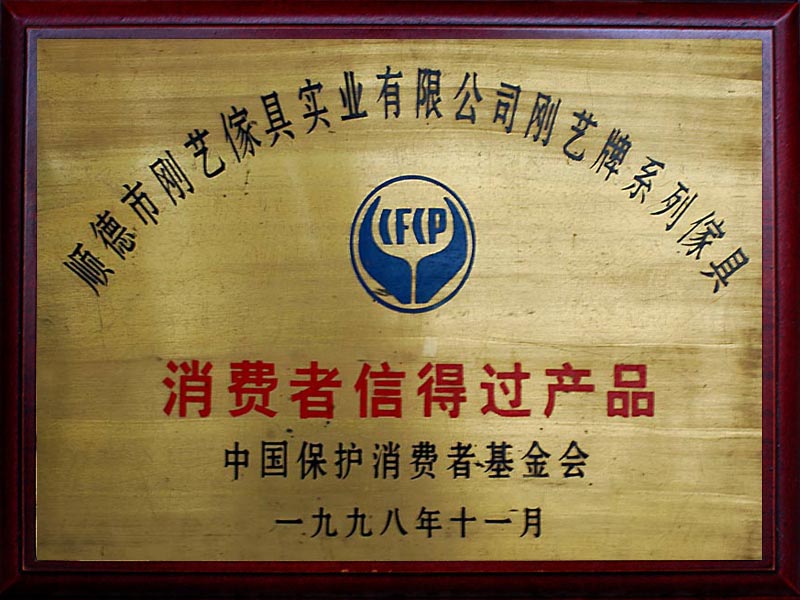 顺德市刚艺傢具实业有限公司刚艺牌系列傢具
CFCP
消费者信得过产品
中国保护消费者基金会
一九九八年十一月